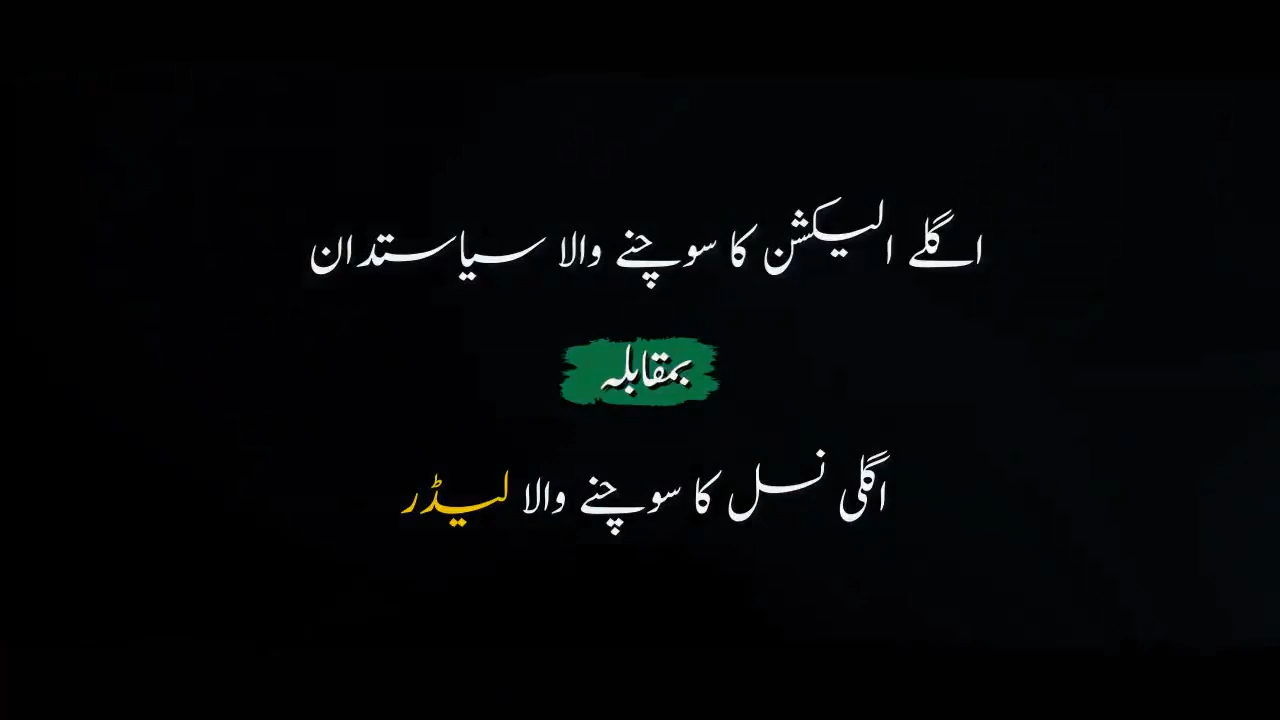 اگلے الیکشن کا سوچنے والا سیاستدان
بمقابلہ
اگلی نسل کا سوچنے والا لیڈر